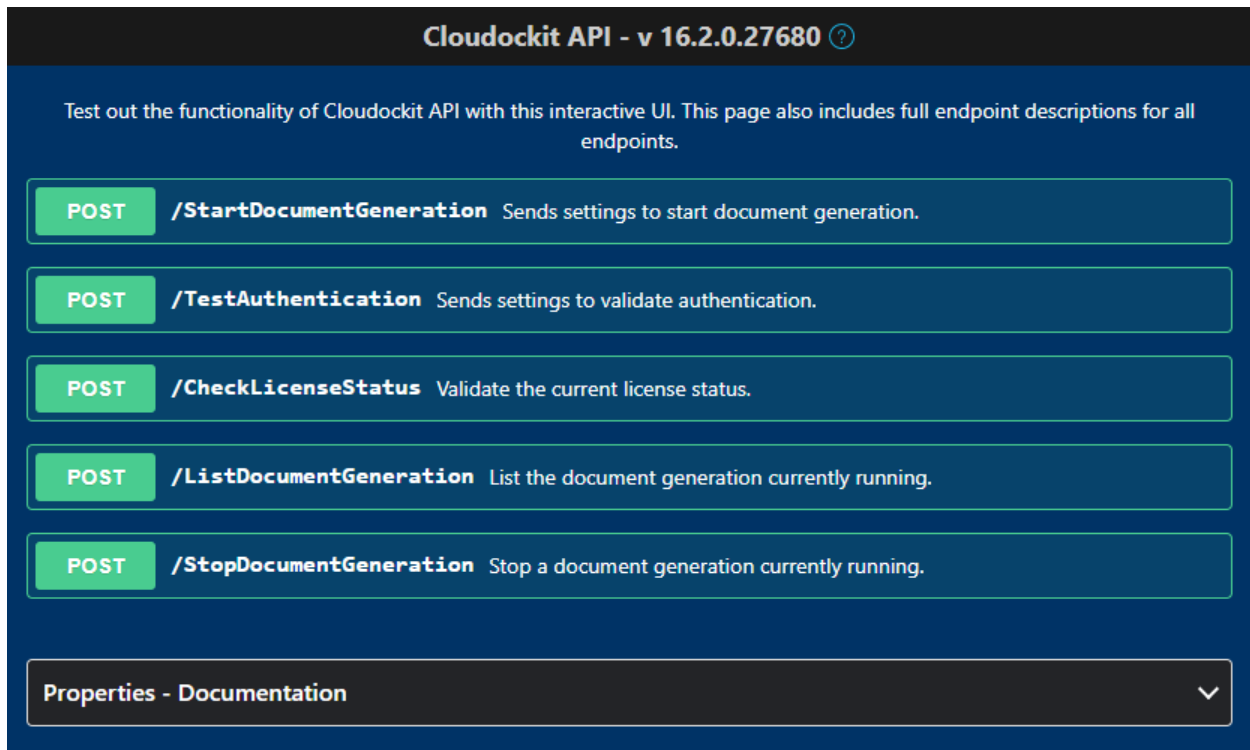 Cloudockit API - v 16.2.0.27680 ?
Test out the functionality of Cloudockit API with this interactive UI. This page also includes full endpoint descriptions for all
endpoints.
POST /StartDocumentGeneration Sends settings to start document generation.
POST /TestAuthentication Sends settings to validate authentication.
POST /CheckLicenseStatus Validate the current license status.
POST /ListDocumentGeneration List the document generation currently running.
POST /StopDocumentGeneration Stop a document generation currently running.
Properties - Documentation